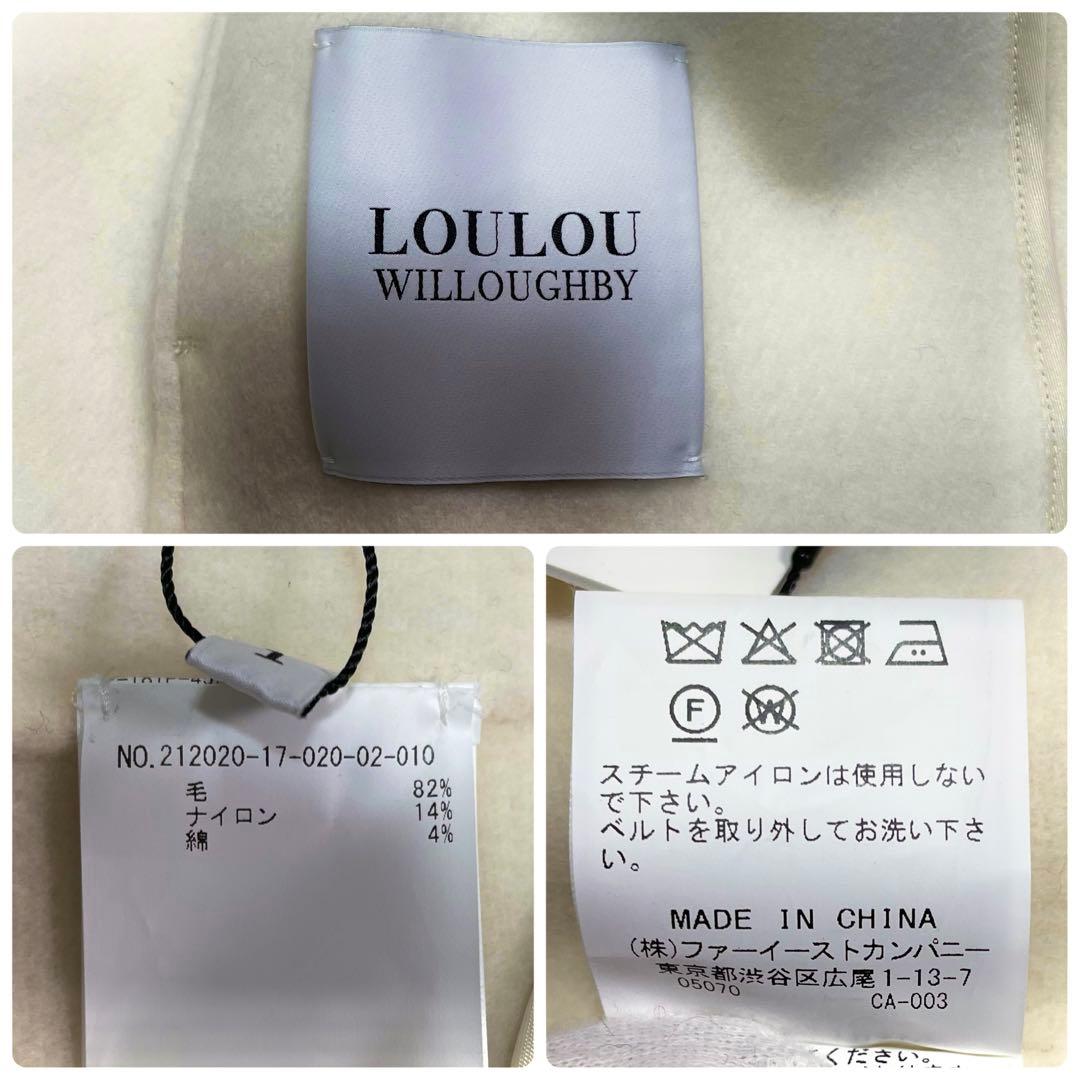 LOULOU
WILLOUGHBY
NO.212020-17-020-02-010
毛 82%
ナイロン 14%
綿 4%
F
W
スチームアイロンは使用しない
で下さい。
ベルトを取り外してお洗い下さ
い。
MADE IN CHINA
(株)ファーイーストカンパニー
東京都渋谷区広尾1-13-7
05070
CA-003
ください。